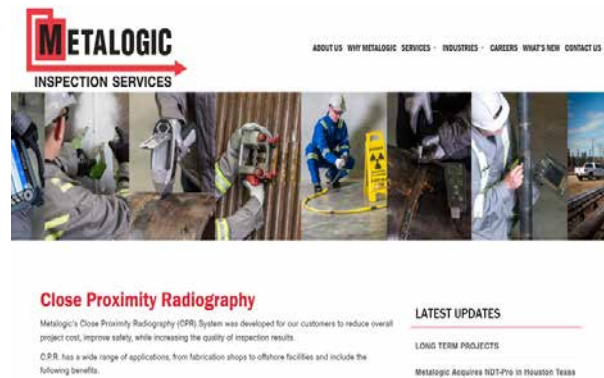 METALOGIC
INSPECTION SERVICES
ABOUT US WHY METALOGIC SERVICES INDUSTRIES CAREERS WHAT'S NEW CONTACT US
Close Proximity Radiography
Metalogic's Close Proximity Radiography (CPR) System was developed for our customers to reduce overall
project cost, improve safety, while increasing the quality of inspection results.
C.P.R. has a wide range of applications, from fabrication shops to offshore facilities and include the
following benefits.
LATEST UPDATES
LONG TERM PROJECTS
Metalogic Acquires NDT-Pro in Houston Texas